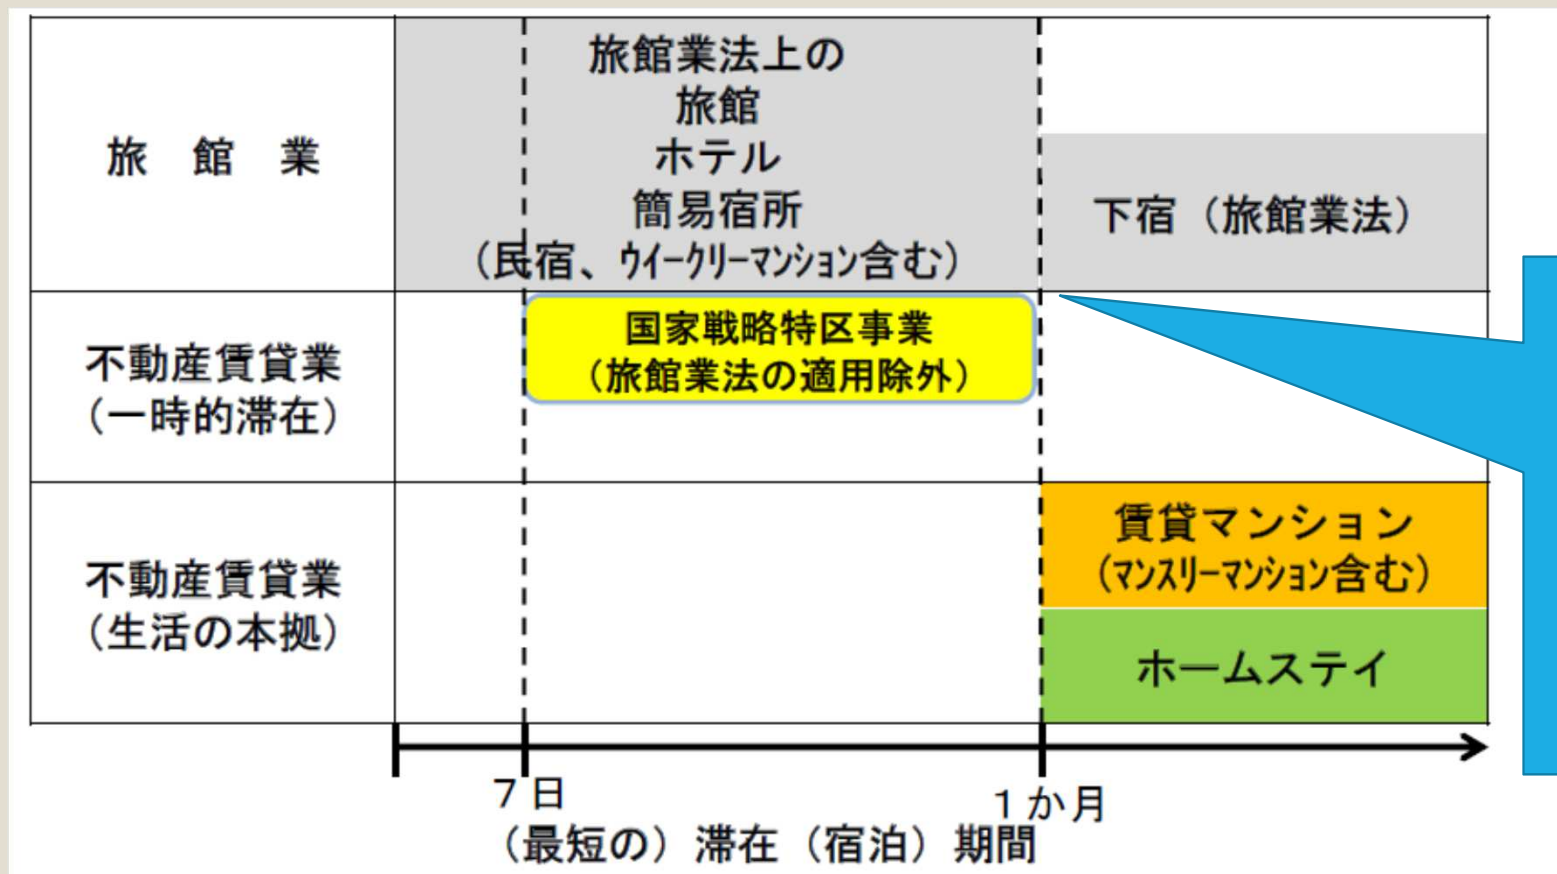 旅　館　業
旅館業法上の
旅館
ホテル
簡易宿所
（民宿、ｳｲｰｸﾘｰﾏﾝｼｮﾝ含む）
下宿（旅館業法）
不動産賃貸業
（一時的滞在）
国家戦略特区事業
（旅館業法の適用除外）
不動産賃貸業
（生活の本拠）
賃貸マンション
（ﾏﾝｽﾘｰﾏﾝｼｮﾝ含む）
ホームステイ
７日
１か月
（最短の）滞在（宿泊）期間